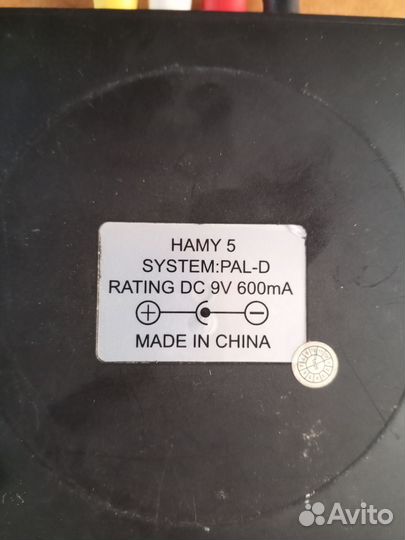 HAMY 5
SYSTEM:PAL-D
RATING DC 9V 600mA
MADE IN CHINA
Avito